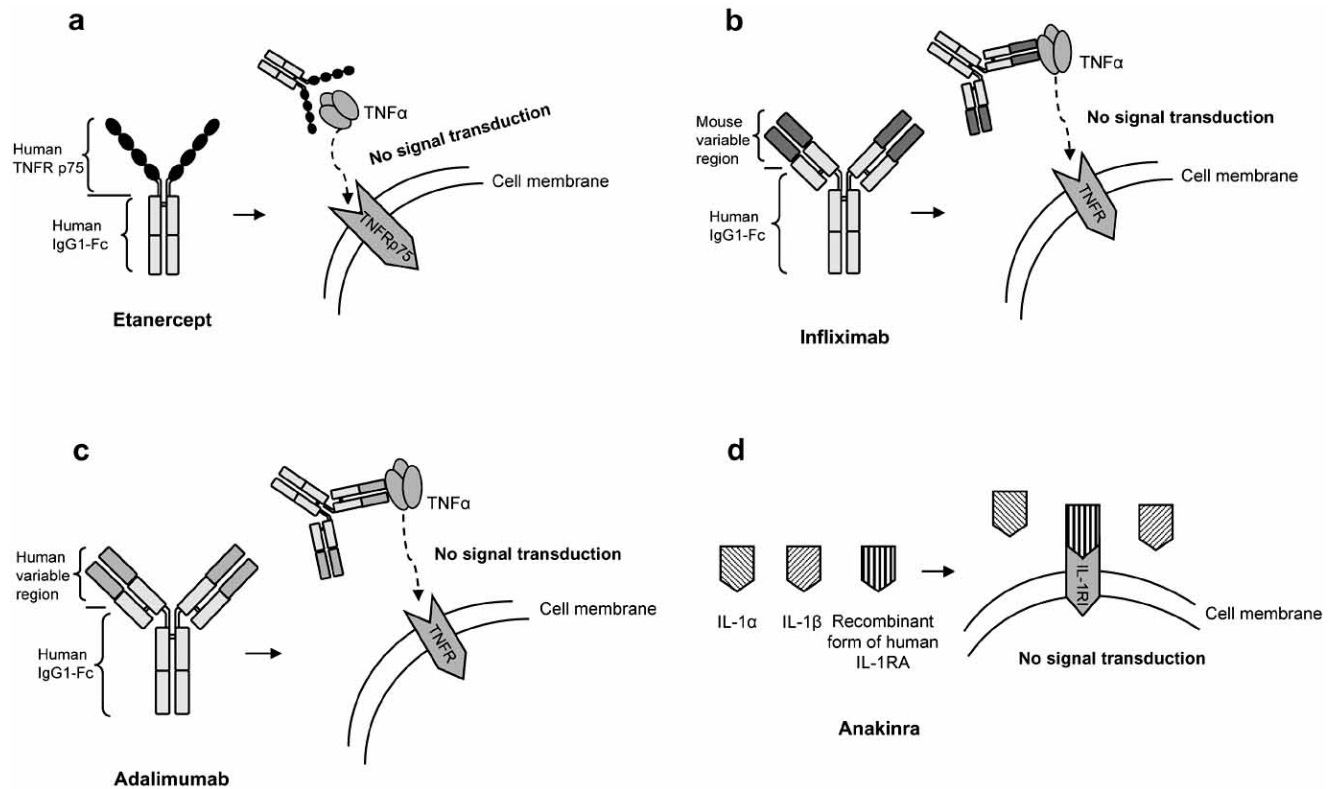 a
TNFα
No signal transduction
Human
TNFR p75
Cell membrane
Human
IgG1-Fc
TNFRp75
Etanercept
b
TNFα
Mouse
variable
region
No signal transduction
Cell membrane
Human
IgG1-Fc
TNFR
Infliximab
c
TNFα
Human
variable
region
No signal transduction
Cell membrane
Human
IgG1-Fc
TNFR
Adalimumab
d
IL-1α
IL-1β
Recombinant
form of human
IL-1RA
IL-1RI
Cell membrane
No signal transduction
Anakinra